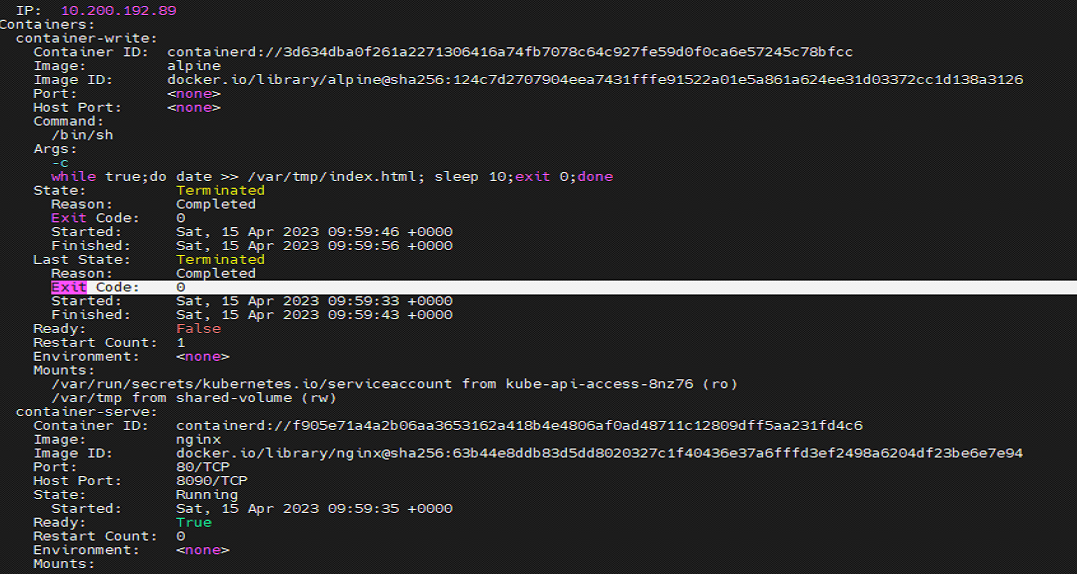 IP: 10.200.192.89
Containers:
container-write:
Container ID: containerd://3d634dba0f261a2271306416a74fb7078c64c927fe59d0f0ca6e57245c78bfcc
Image: alpine
Image ID: docker.io/library/alpine@sha256:124c7d2707904eea7431fffe91522a01e5a861a624ee31d03372cc1d138a3126
Port: <none>
Host Port: <none>
Command:
/bin/sh
Args:
-c
while true;do date >> /var/tmp/index.html; sleep 10;exit 0;done
State: Terminated
Reason: Completed
Exit Code: 0
Started: Sat, 15 Apr 2023 09:59:46 +0000
Finished: Sat, 15 Apr 2023 09:59:56 +0000
Last State: Terminated
Reason: Completed
Exit Code: 0
Started: Sat, 15 Apr 2023 09:59:33 +0000
Finished: Sat, 15 Apr 2023 09:59:43 +0000
Ready: False
Restart Count: 1
Environment: <none>
Mounts:
/var/run/secrets/kubernetes.io/serviceaccount from kube-api-access-8nz76 (ro)
/var/tmp from shared-volume (rw)
container-serve:
Container ID: containerd://f905e71a4a2b06aa3653162a418b4e4806af0ad48711c12809dff5aa231fd4c6
Image: nginx
Image ID: docker.io/library/nginx@sha256:63b44e8ddb83d5dd8020327c1f40436e37a6fffd3ef2498a6204df23be6e7e94
Port: 80/TCP
Host Port: 8090/TCP
State: Running
Started: Sat, 15 Apr 2023 09:59:35 +0000
Ready: True
Restart Count: 0
Environment: <none>
Mounts: